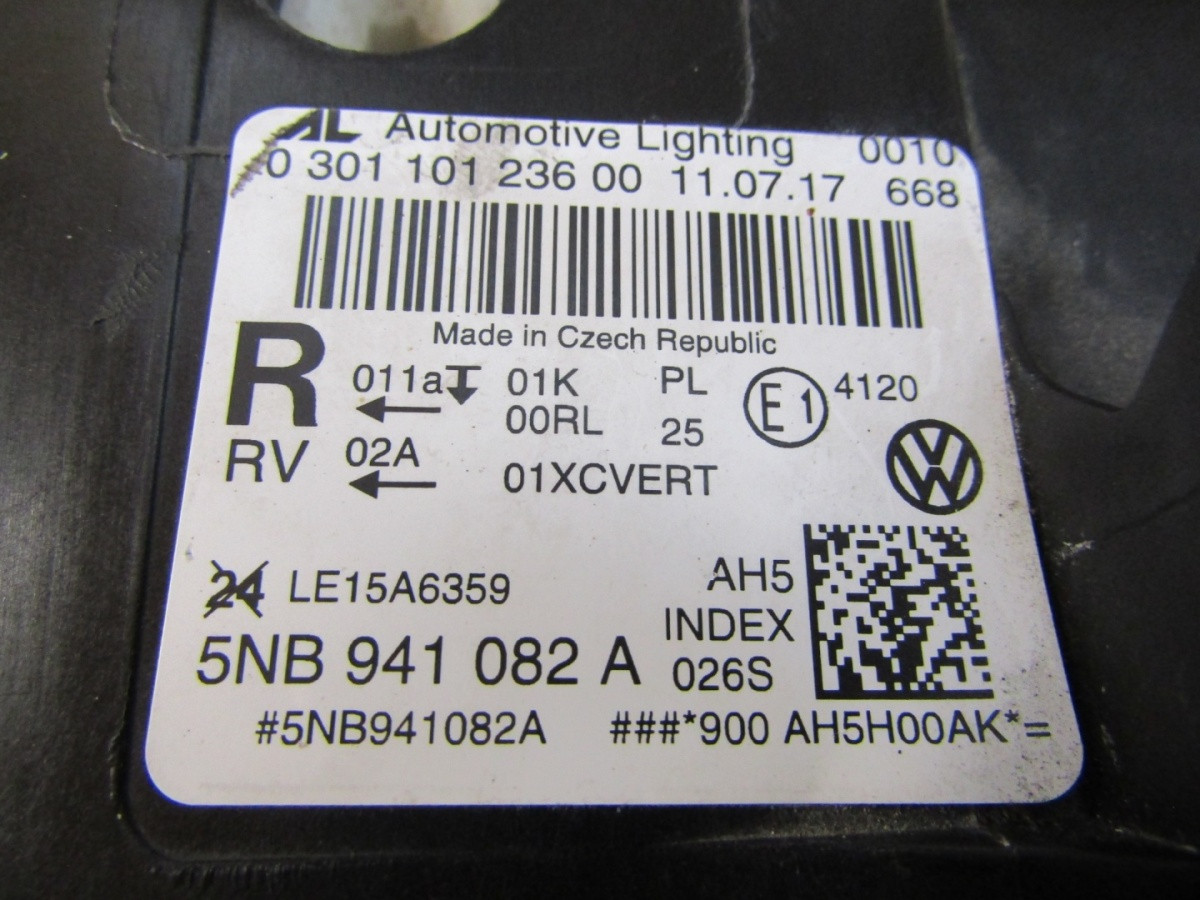 AL Automotive Lighting 0010
0 301 101 236 00 11.07.17 668
Made in Czech Republic
R 011a 01K PL E1 4120
00RL 25
RV 02A 01XCVERT
24 LE15A6359 AH5
INDEX
5NB 941 082 A 026S
#5NB941082A ###*900 AH5H00AK*=